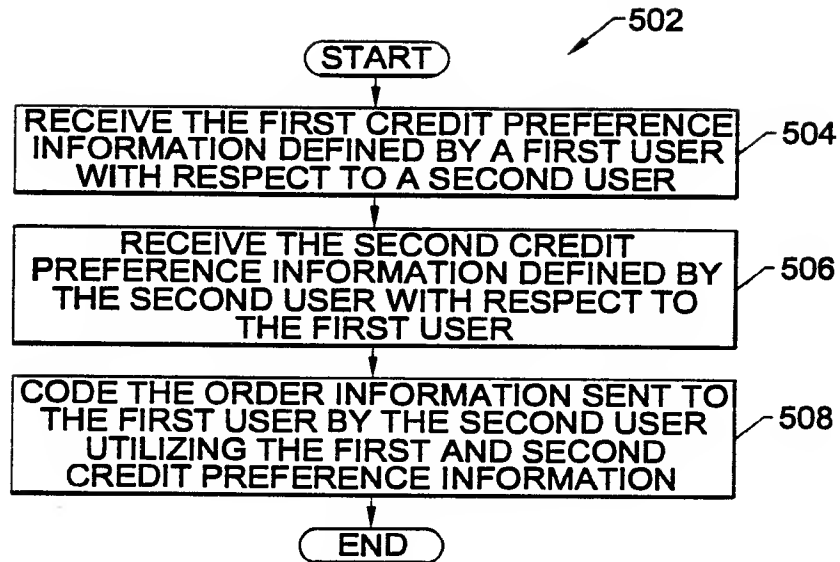 502
START
RECEIVE THE FIRST CREDIT PREFERENCE
INFORMATION DEFINED BY A FIRST USER
WITH RESPECT TO A SECOND USER
504
RECEIVE THE SECOND CREDIT
PREFERENCE INFORMATION DEFINED BY
THE SECOND USER WITH RESPECT TO
THE FIRST USER
506
CODE THE ORDER INFORMATION SENT TO
THE FIRST USER BY THE SECOND USER
UTILIZING THE FIRST AND SECOND
CREDIT PREFERENCE INFORMATION
508
END